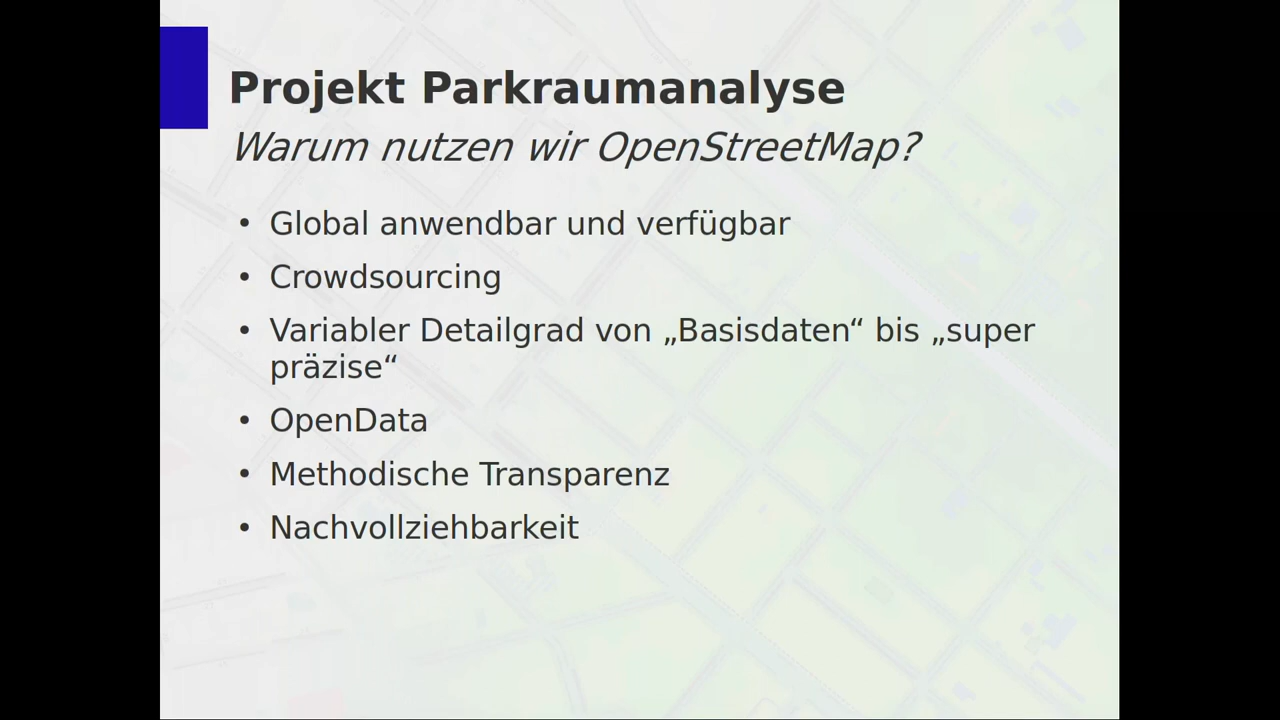 Projekt Parkraumanalyse
Warum nutzen wir OpenStreetMap?
• Global anwendbar und verfügbar
• Crowdsourcing
• Variabler Detailgrad von „Basisdaten“ bis „super
präzise“
• OpenData
• Methodische Transparenz
• Nachvollziehbarkeit